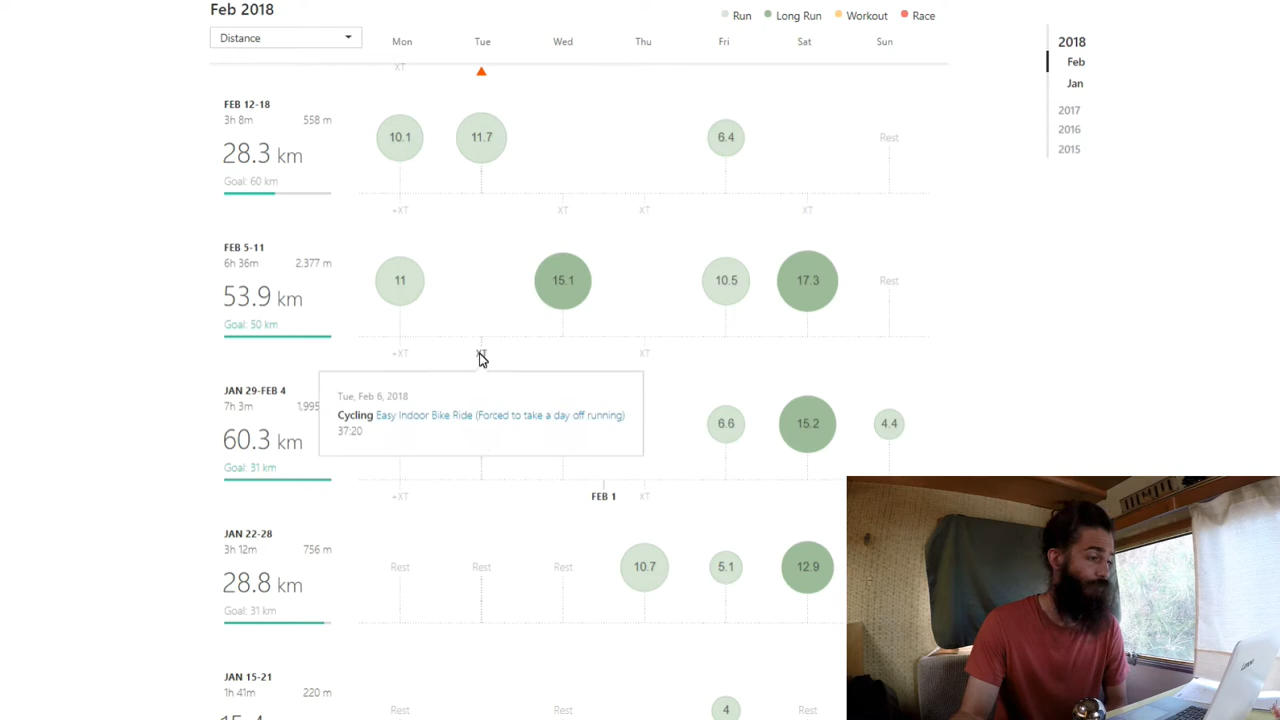 Feb 2018
Run Long Run Workout Race
Distance
Mon Tue Wed Thu Fri Sat Sun
XT
2018
Feb
Jan
2017
2016
2015
FEB 12-18
3h 8m 558 m
28.3 km
Goal: 60 km
10.1 11.7 6.4 Rest
+XT XT XT XT
FEB 5-11
6h 36m 2,377 m
53.9 km
Goal: 50 km
11 15.1 10.5 17.3 Rest
+XT XT XT
Tue, Feb 6, 2018
Cycling Easy Indoor Bike Ride (Forced to take a day off running)
37:20
JAN 29-FEB 4
7h 3m
60.3 km
Goal: 31 km
6.6 15.2 4.4
+XT FEB 1 XT
JAN 22-28
3h 12m 756 m
28.8 km
Goal: 31 km
Rest Rest Rest 10.7 5.1 12.9
JAN 15-21
1h 41m 220 m
Rest Rest 4 Rest